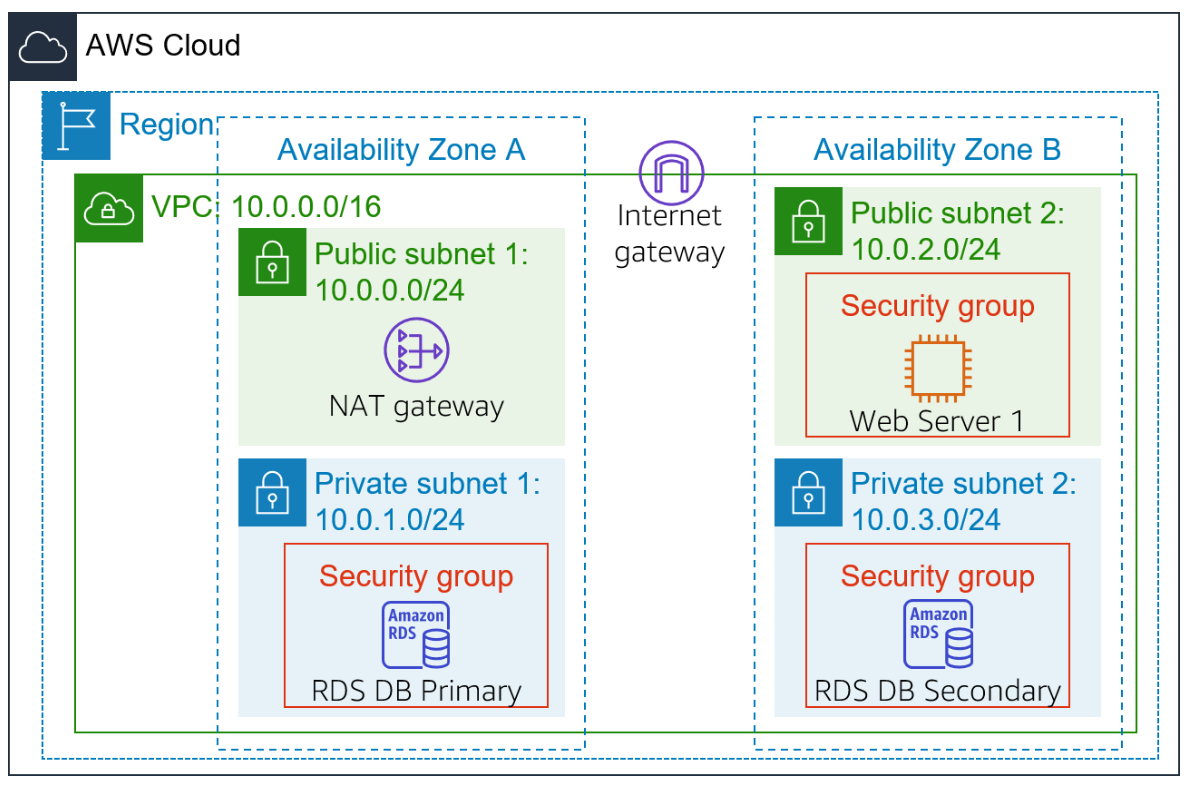 AWS Cloud
Region
Availability Zone A
Availability Zone B
VPC: 10.0.0.0/16
Internet
gateway
Public subnet 1:
10.0.0.0/24
NAT gateway
Public subnet 2:
10.0.2.0/24
Security group
Web Server 1
Private subnet 1:
10.0.1.0/24
Security group
Amazon
RDS
RDS DB Primary
Private subnet 2:
10.0.3.0/24
Security group
Amazon
RDS
RDS DB Secondary